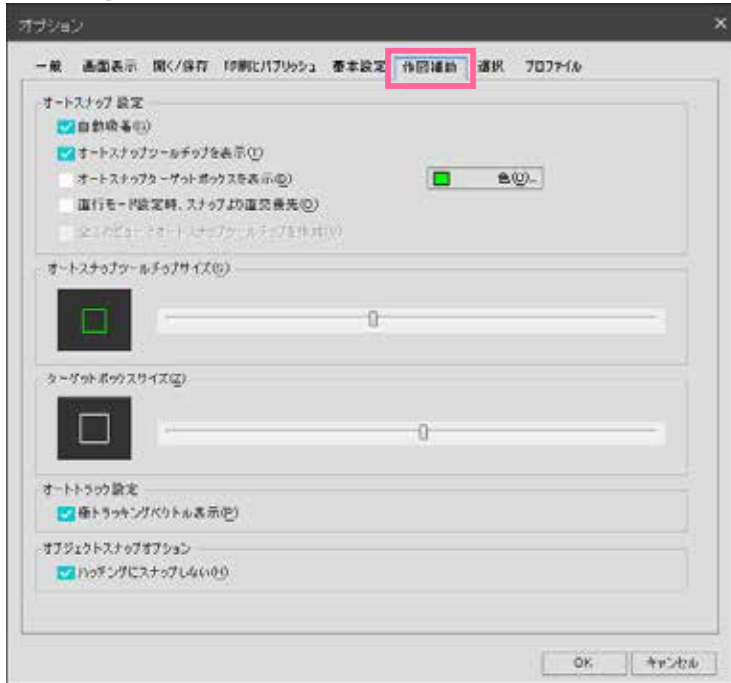 オプション
一般 画面表示 開く/保存 印刷とパブリッシュ 基本設定 作図補助 選択 プロファイル
オートスナップ 設定
自動吸着(G)
オートスナップツールチップを表示(T)
オートスナップターゲットボックスを表示(D)
色(U)...
直行モード設定時、スナップより直交優先(O)
オートスナップツールチップサイズ(S)
ターゲットボックスサイズ(Z)
オートトラック設定
極トラッキングベクトル表示(P)
オブジェクトスナップオプション
ハッチングにスナップしない(H)
OK キャンセル